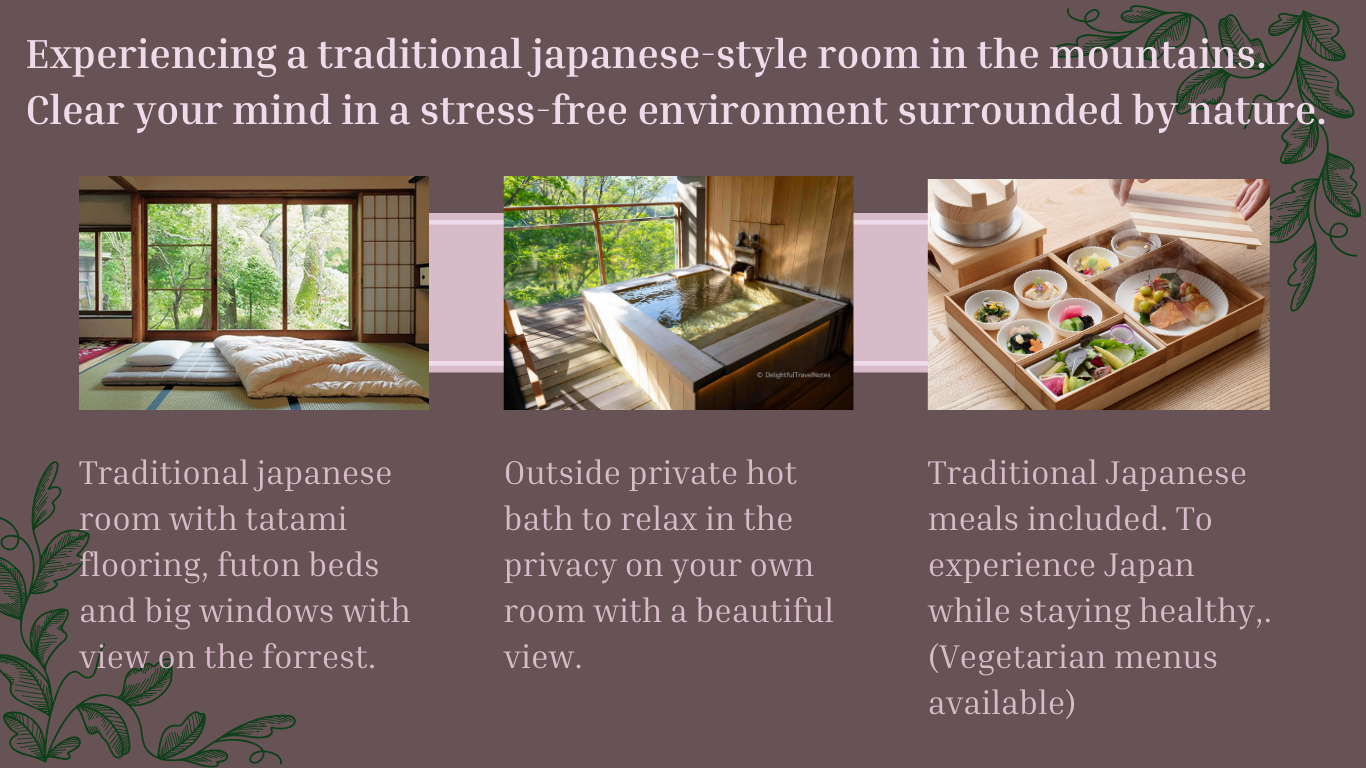 Experiencing a traditional japanese-style room in the mountains.
Clear your mind in a stress-free environment surrounded by nature.
© DelightfulTravelNotes
Traditional japanese
room with tatami
flooring, futon beds
and big windows with
view on the forrest.
Outside private hot
bath to relax in the
privacy on your own
room with a beautiful
view.
Traditional Japanese
meals included. To
experience Japan
while staying healthy,.
(Vegetarian menus
available)